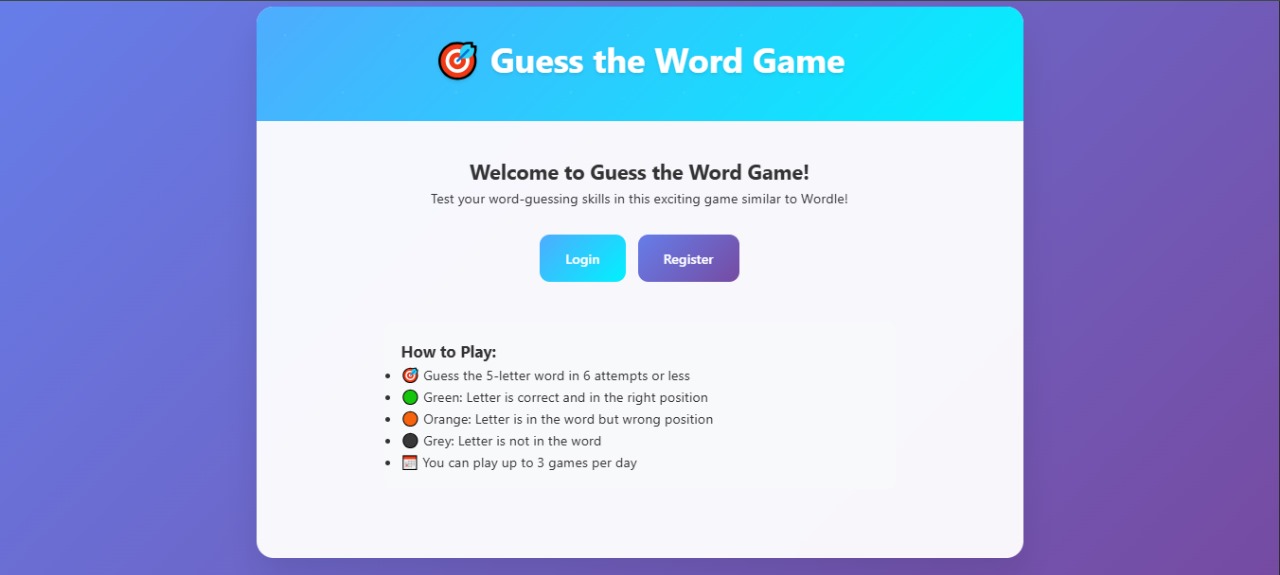 Guess the Word Game
Welcome to Guess the Word Game!
Test your word-guessing skills in this exciting game similar to Wordle!
Login
Register
How to Play:
Guess the 5-letter word in 6 attempts or less
Green: Letter is correct and in the right position
Orange: Letter is in the word but wrong position
Grey: Letter is not in the word
You can play up to 3 games per day